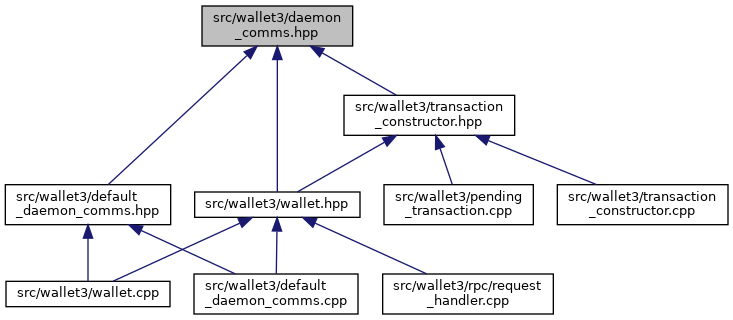 src/wallet3/daemon
_comms.hpp
src/wallet3/transaction
_constructor.hpp
src/wallet3/default
_daemon_comms.hpp
src/wallet3/wallet.hpp
src/wallet3/pending
_transaction.cpp
src/wallet3/transaction
_constructor.cpp
src/wallet3/wallet.cpp
src/wallet3/default
_daemon_comms.cpp
src/wallet3/rpc/request
_handler.cpp